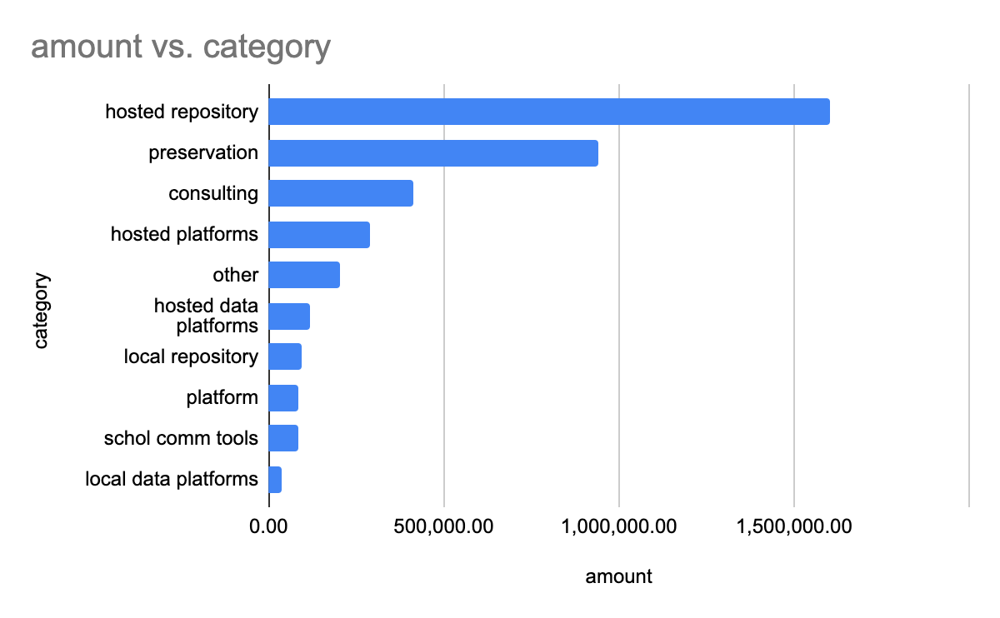 amount vs. category
hosted repository
preservation
consulting
hosted platforms
other
hosted data
platforms
local repository
platform
schol comm tools
local data platforms
category
0.00
500,000.00
1,000,000.00
1,500,000.00
amount